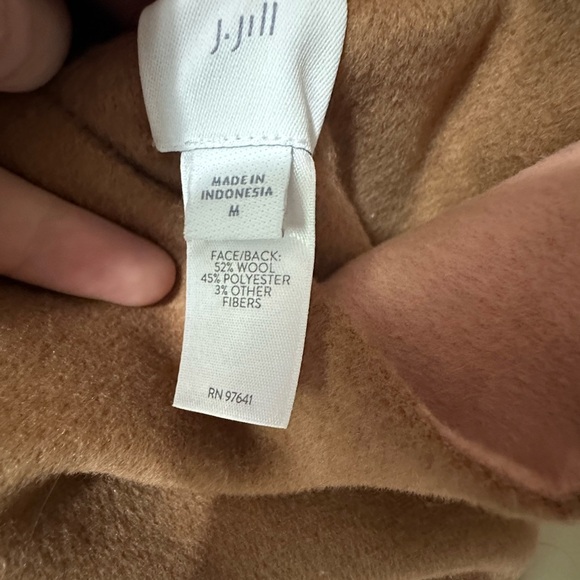 J.Jill
MADE IN
INDONESIA
M
FACE/BACK:
52% WOOL
45% POLYESTER
3% OTHER
FIBERS
RN 97641